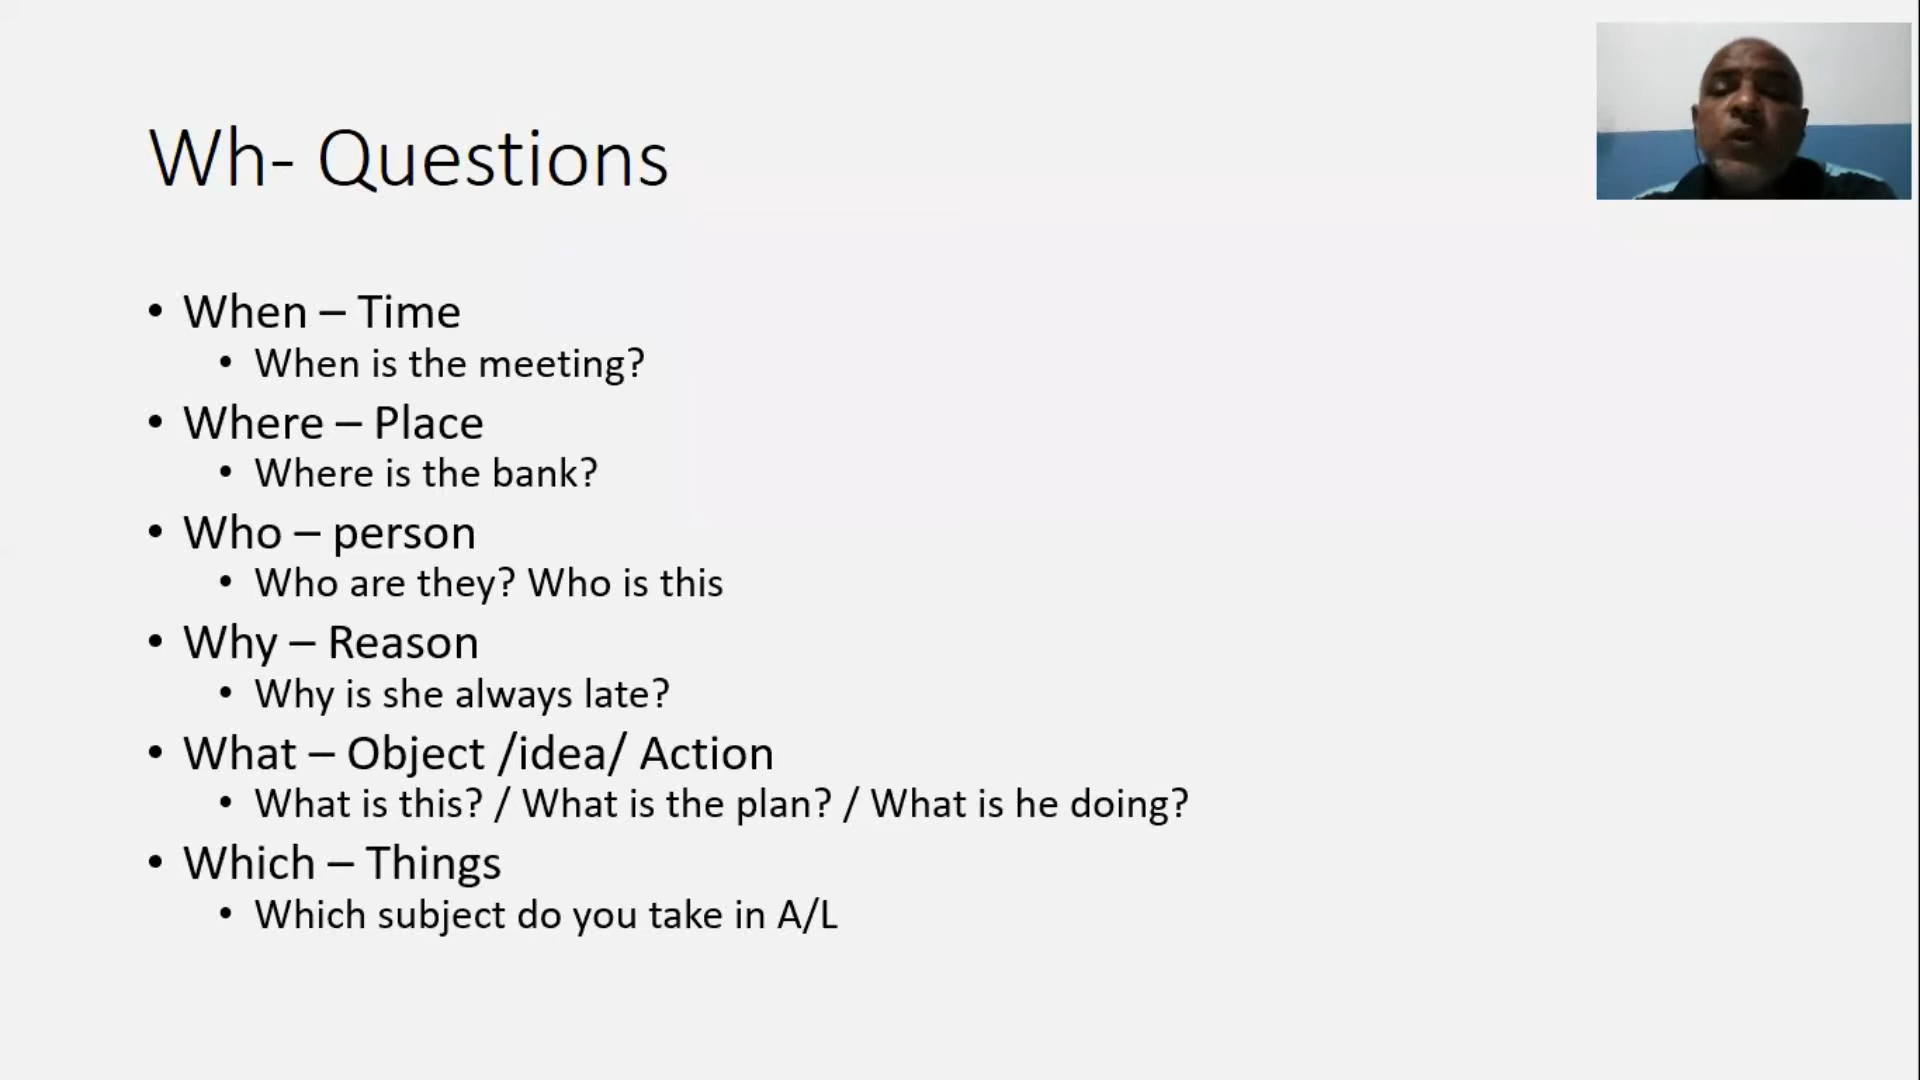 Wh- Questions
• When – Time
• When is the meeting?
• Where – Place
• Where is the bank?
• Who – person
• Who are they? Who is this
• Why – Reason
• Why is she always late?
• What – Object /idea/ Action
• What is this? / What is the plan? / What is he doing?
• Which – Things
• Which subject do you take in A/L